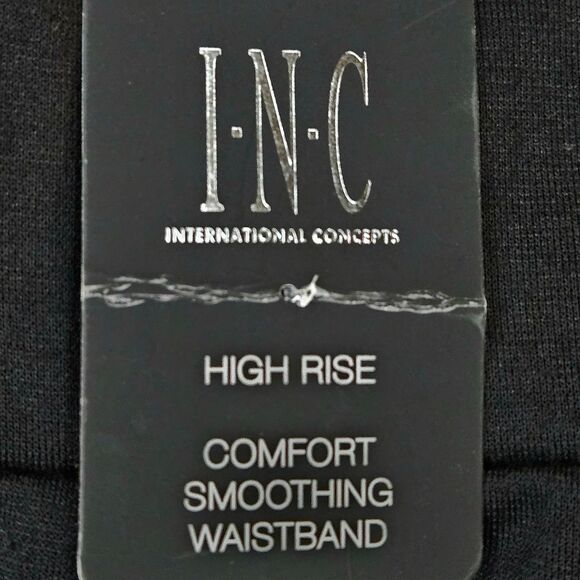 I·N·C
INTERNATIONAL CONCEPTS
HIGH RISE
COMFORT
SMOOTHING
WAISTBAND